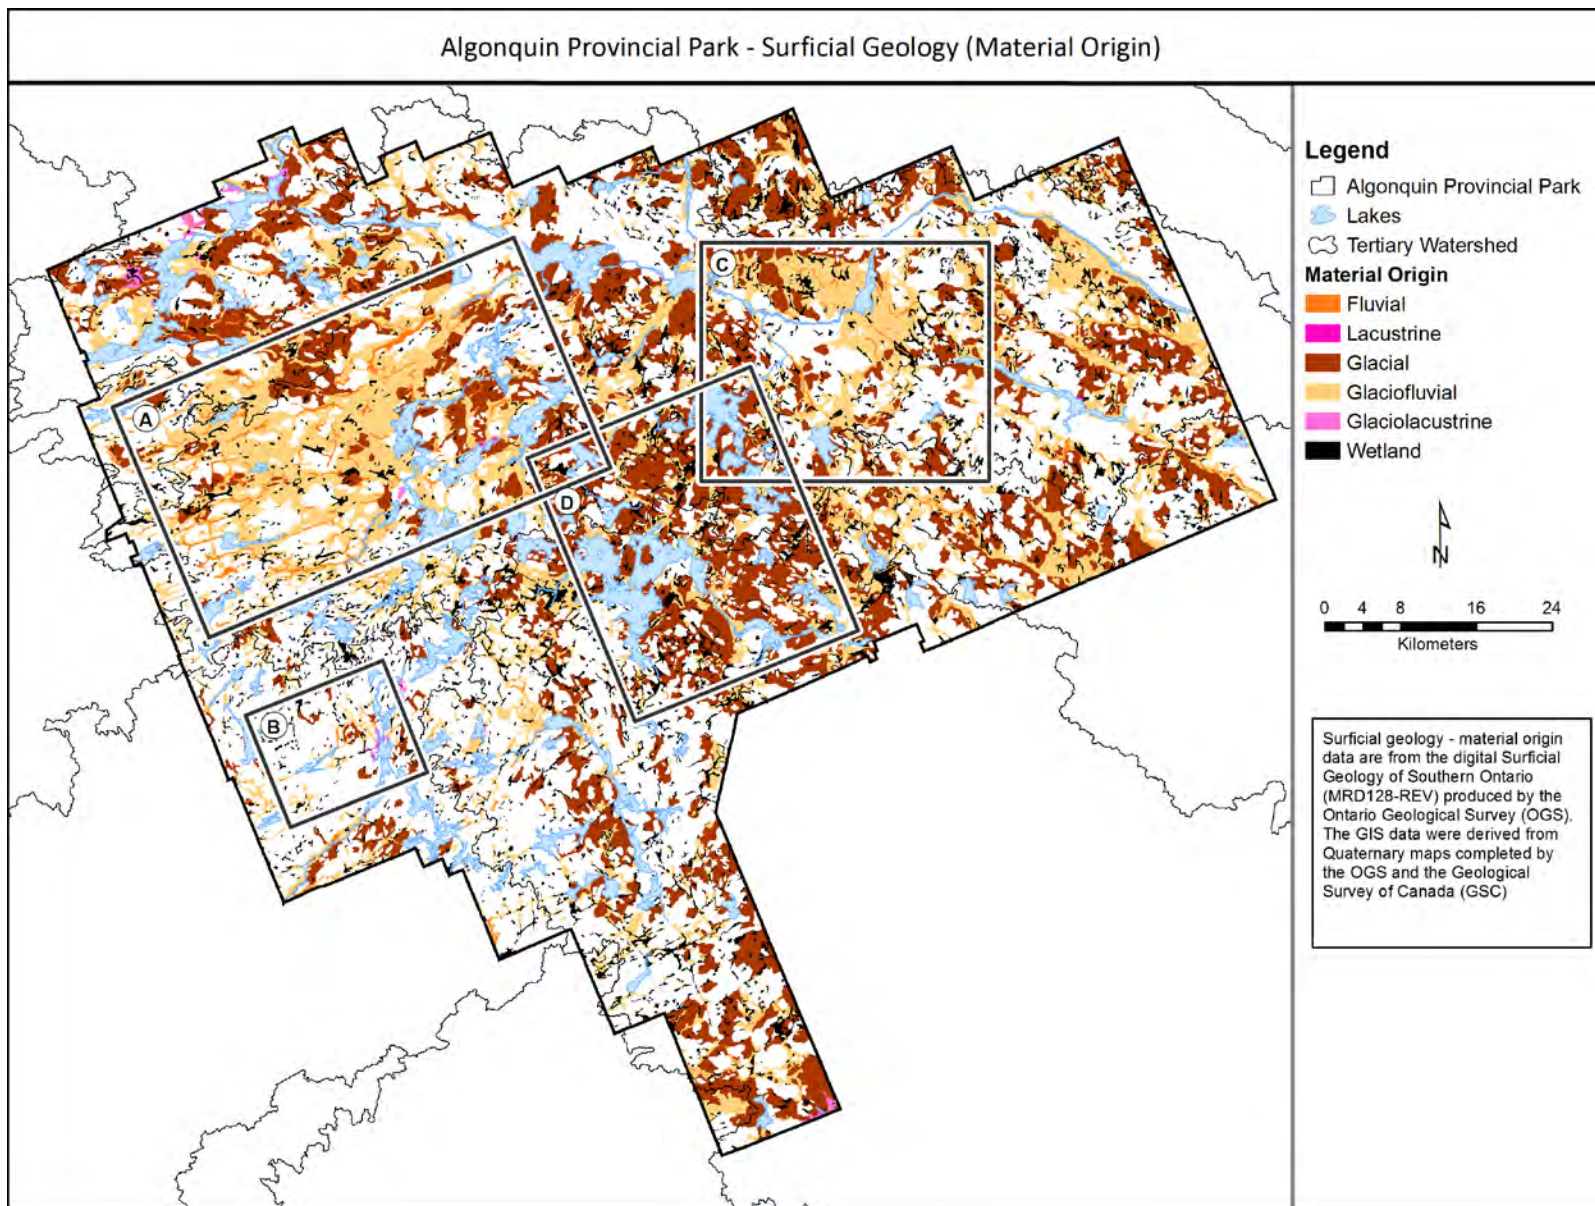 Algonquin Provincial Park - Surficial Geology (Material Origin)
A
B
C
D
Legend
Algonquin Provincial Park
Lakes
Tertiary Watershed
Material Origin
Fluvial
Lacustrine
Glacial
Glaciofluvial
Glaciolacustrine
Wetland
N
0 4 8 16 24
Kilometers
Surficial geology - material origin
data are from the digital Surficial
Geology of Southern Ontario
(MRD128-REV) produced by the
Ontario Geological Survey (OGS).
The GIS data were derived from
Quaternary maps completed by
the OGS and the Geological
Survey of Canada (GSC)